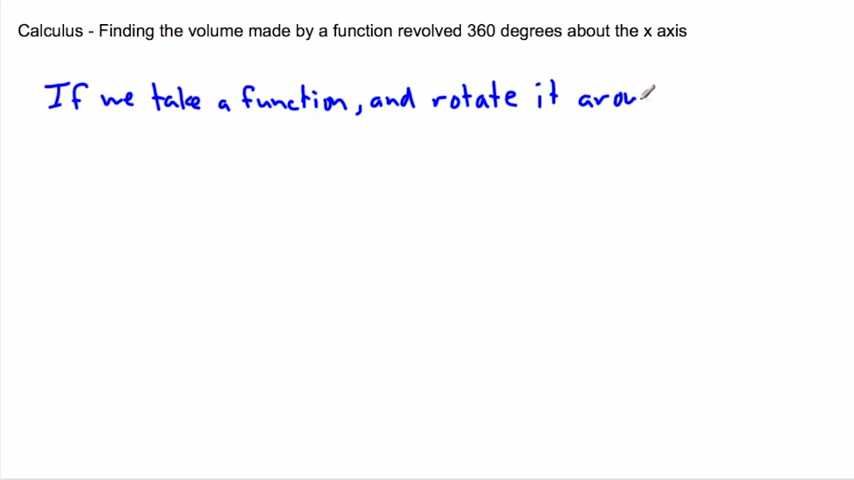 Calculus - Finding the volume made by a function revolved 360 degrees about the x axis
If we take a function, and rotate it arou